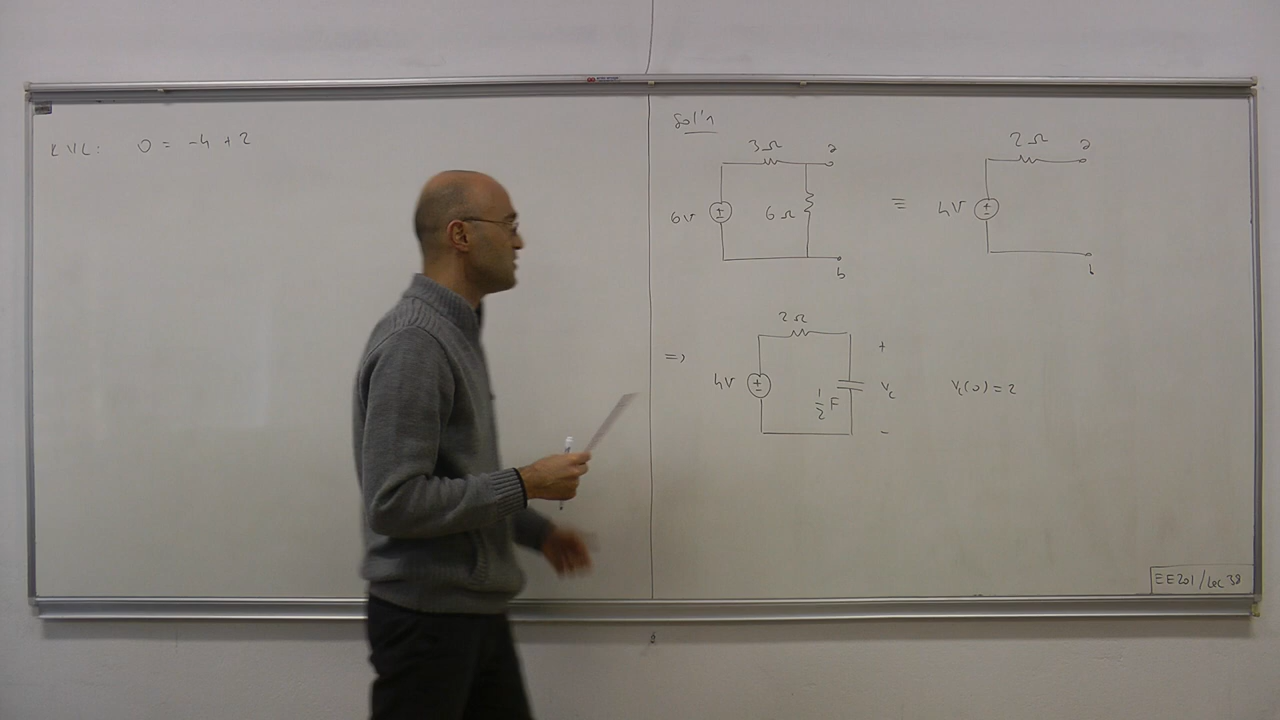 KVL: 0 = -4 + 2
Sol'n
3Ω a
6V 6Ω
b
≡
2Ω a
4V
b
=>
2Ω
+
4V ½F Vc Vc(0) = 2
-
EE201/Lec 38